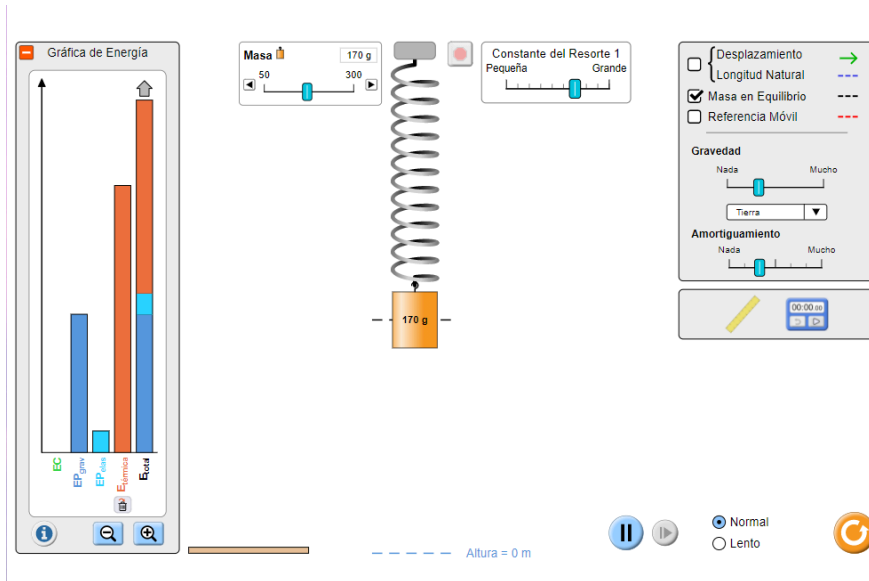 Gráfica de Energía
EC
EPgrav
EPelas
Etérmica
Etotal
Masa
170 g
50
300
170 g
Constante del Resorte 1
Pequeña
Grande
Desplazamiento
Longitud Natural
Masa en Equilibrio
Referencia Móvil
Gravedad
Nada
Mucho
Tierra
Amortiguamiento
Nada
Mucho
00:00.00
Normal
Lento
Altura = 0 m